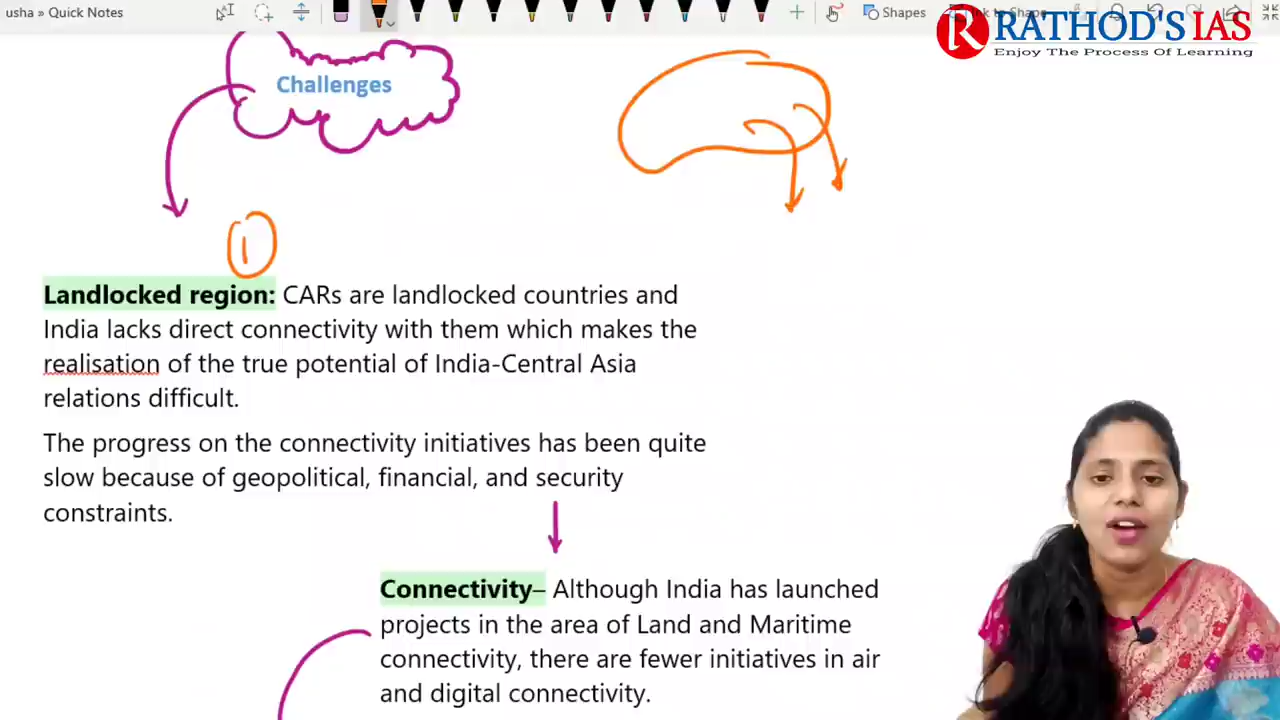 usha » Quick Notes
Shapes
RATHOD'S IAS
Enjoy The Process Of Learning
Challenges
1
Landlocked region: CARs are landlocked countries and
India lacks direct connectivity with them which makes the
realisation of the true potential of India-Central Asia
relations difficult.
The progress on the connectivity initiatives has been quite
slow because of geopolitical, financial, and security
constraints.
Connectivity– Although India has launched
projects in the area of Land and Maritime
connectivity, there are fewer initiatives in air
and digital connectivity.